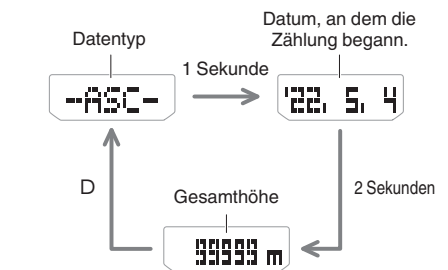 Datentyp
Datum, an dem die
Zählung begann.
1 Sekunde
-ASC-
'22. 5. 4
D
Gesamthöhe
2 Sekunden
99999 m